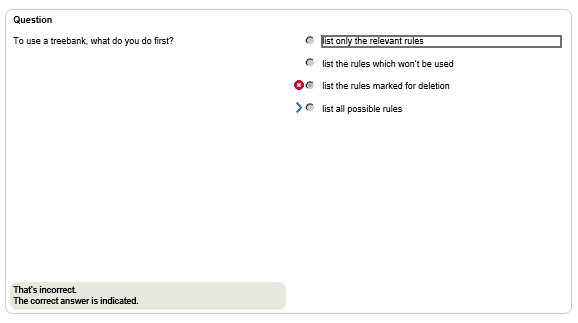 Question
To use a treebank, what do you do first?
list only the relevant rules
list the rules which won't be used
list the rules marked for deletion
list all possible rules
That's incorrect.
The correct answer is indicated.